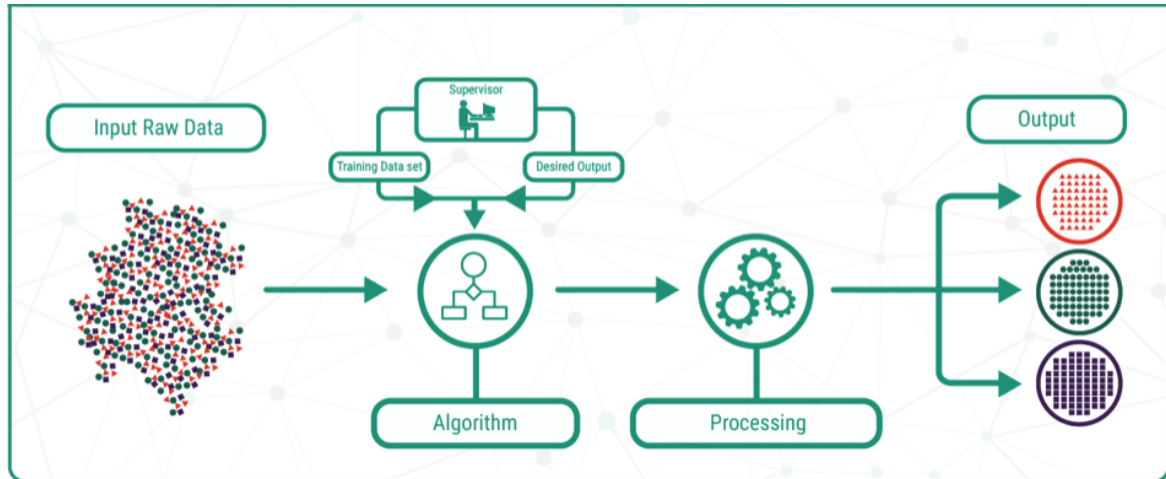 Supervisor
Input Raw Data
Output
Training Data set
Desired Output
Algorithm
Processing